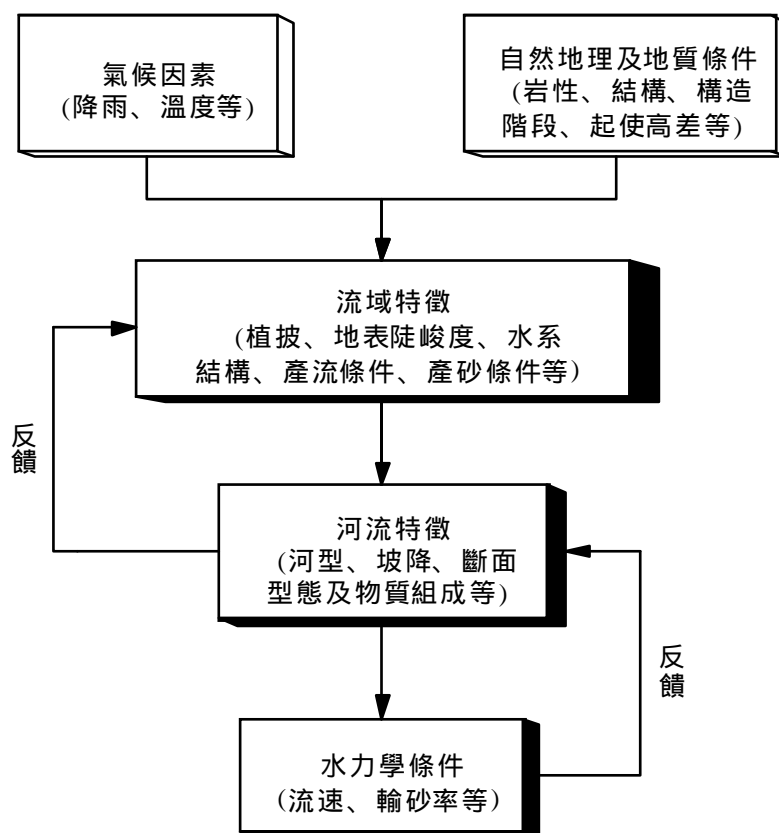 氣候因素
(降雨、溫度等)
自然地理及地質條件
(岩性、結構、構造
階段、起使高差等)
流域特徵
(植披、地表陡峻度、水系
結構、產流條件、產砂條件等)
反饋
河流特徵
(河型、坡降、斷面
型態及物質組成等)
反饋
水力學條件
(流速、輸砂率等)